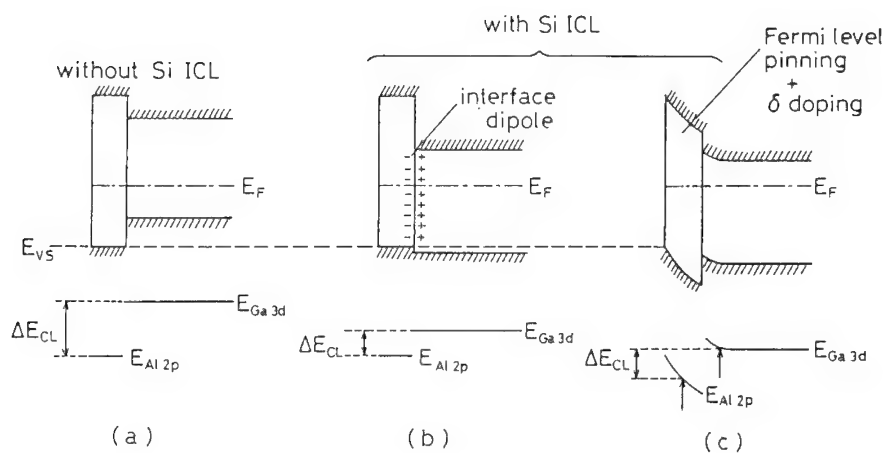 with Si ICL
without Si ICL
Fermi level
pinning
+
δ doping
interface
dipole
E_F
E_F
E_F
E_VS
ΔE_CL
E_Ga 3d
E_Al 2p
ΔE_CL
E_Ga 3d
E_Al 2p
ΔE_CL
E_Ga 3d
E_Al 2p
(a)
(b)
(c)